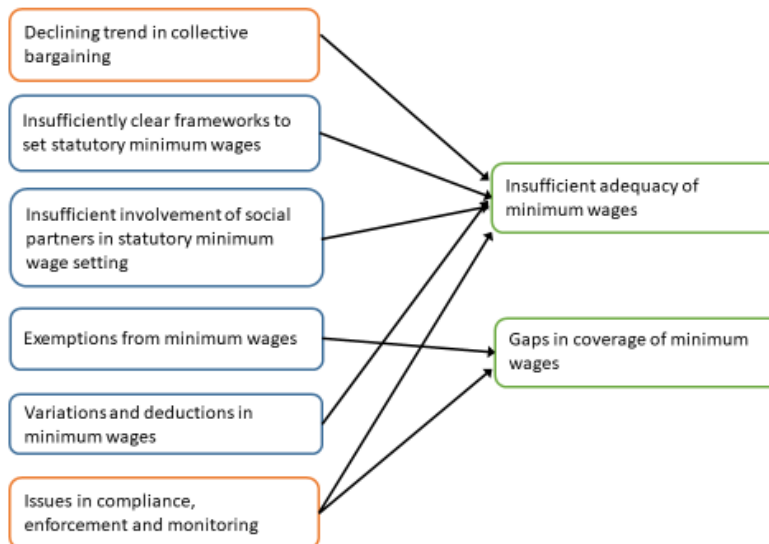 Declining trend in collective
bargaining
Insufficiently clear frameworks to
set statutory minimum wages
Insufficient involvement of social
partners in statutory minimum
wage setting
Exemptions from minimum wages
Variations and deductions in
minimum wages
Issues in compliance,
enforcement and monitoring
Insufficient adequacy of
minimum wages
Gaps in coverage of minimum
wages